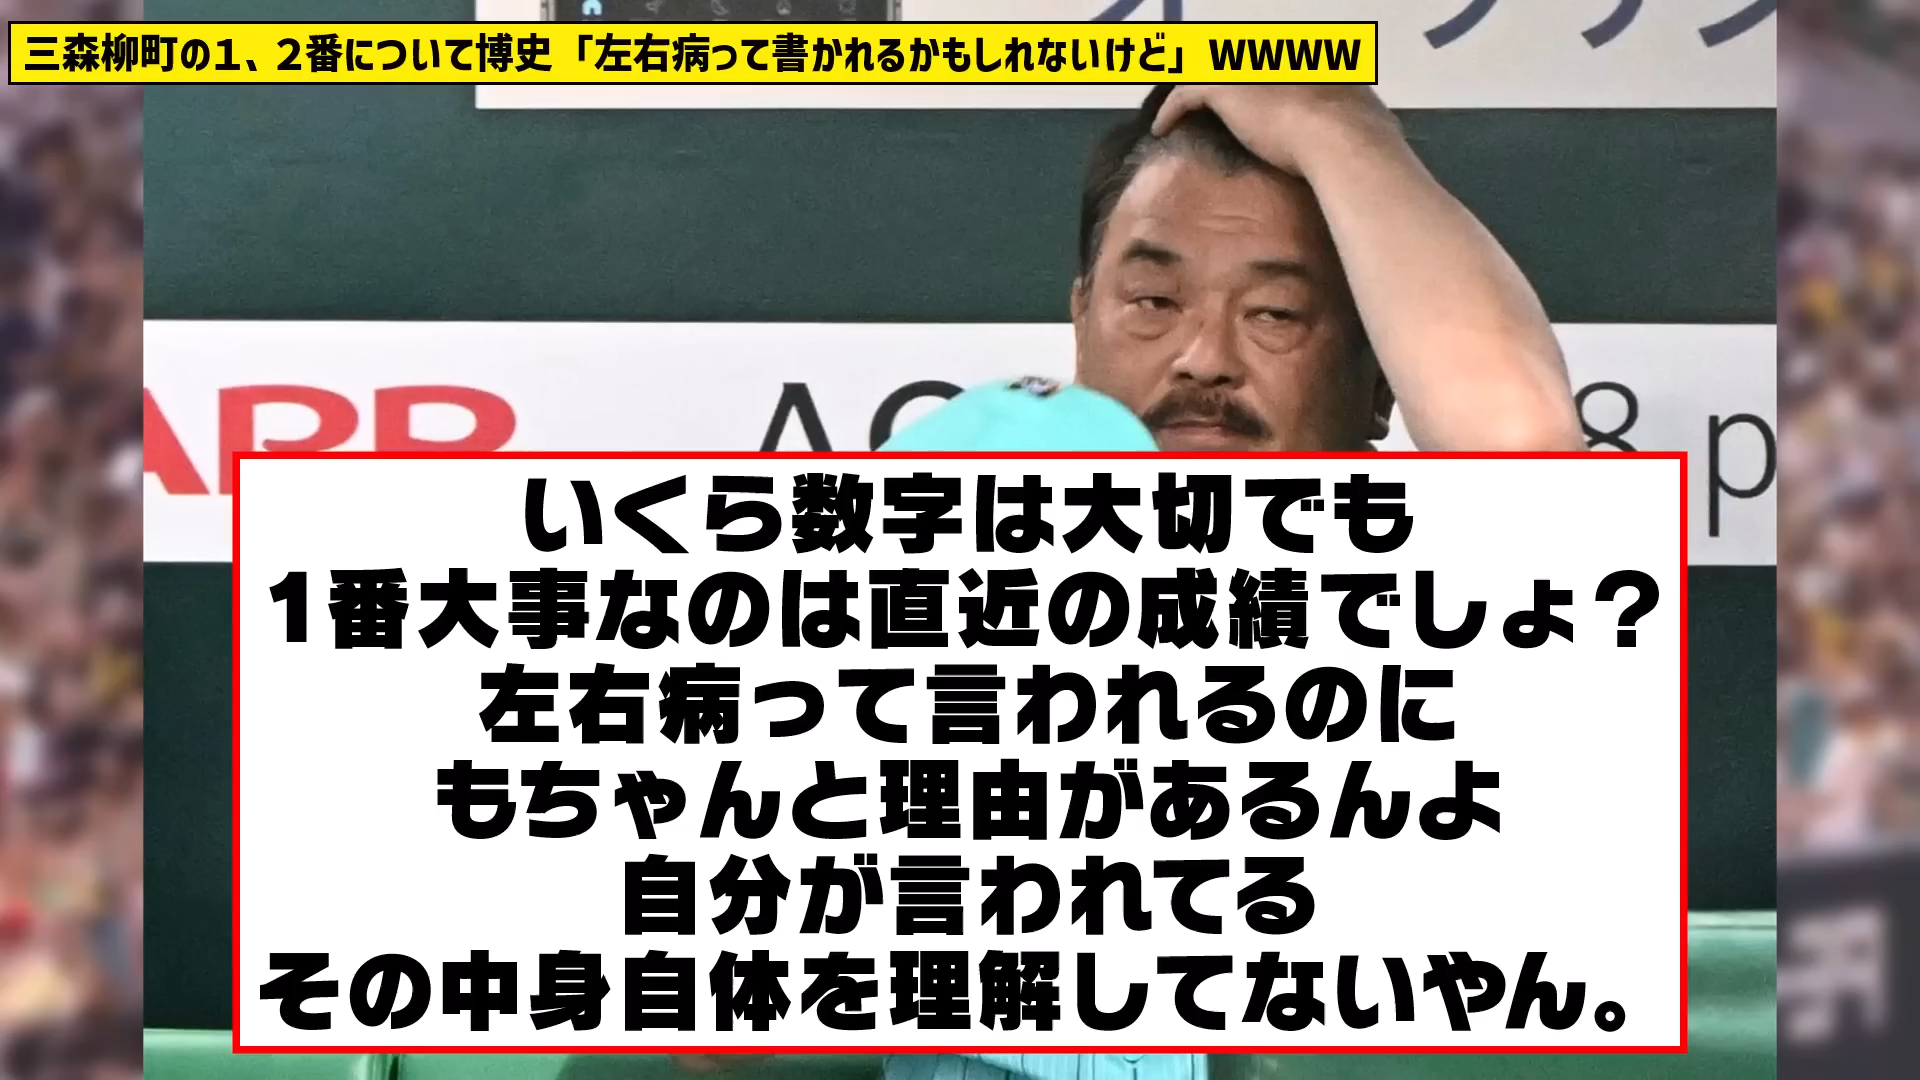 三森柳町の1、2番について博史「左右病って書かれるかもしれないけど」WWWW
いくら数字は大切でも
1番大事なのは直近の成績でしょ？
左右病って言われるのに
もちゃんと理由があるんよ
自分が言われてる
その中身自体を理解してないやん。